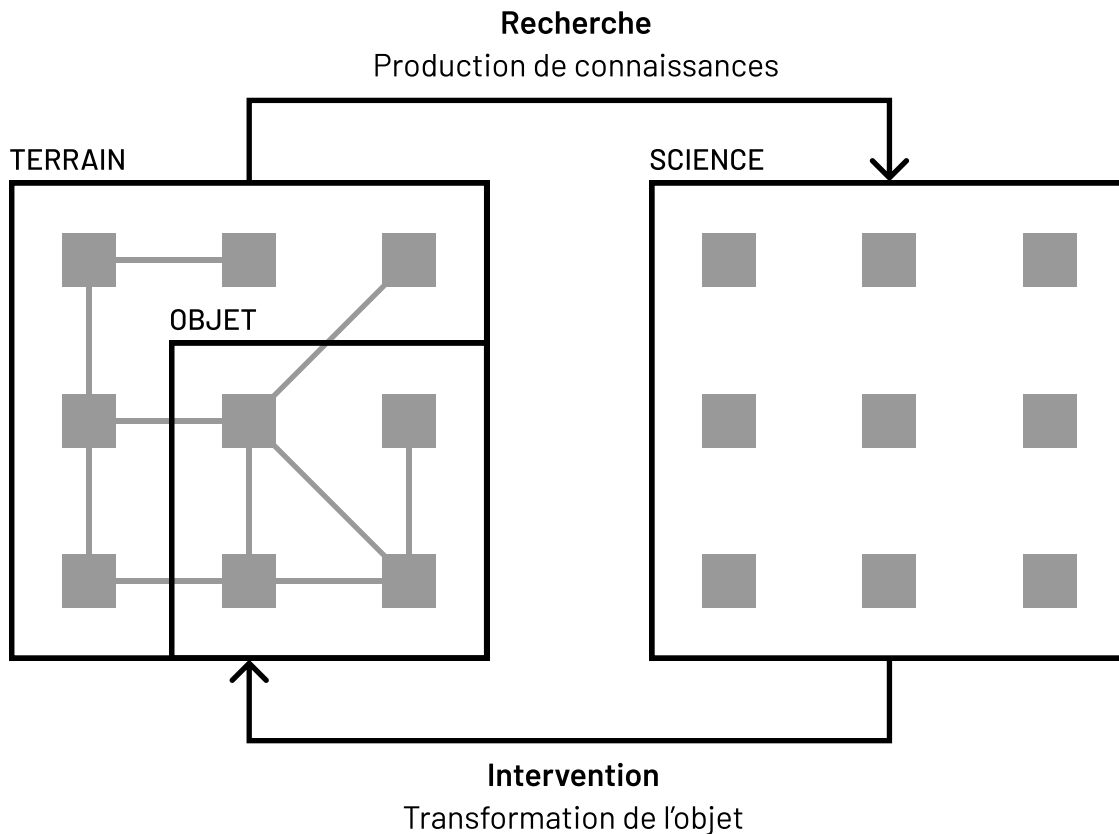 Recherche
Production de connaissances
TERRAIN
SCIENCE
OBJET
Intervention
Transformation de l’objet